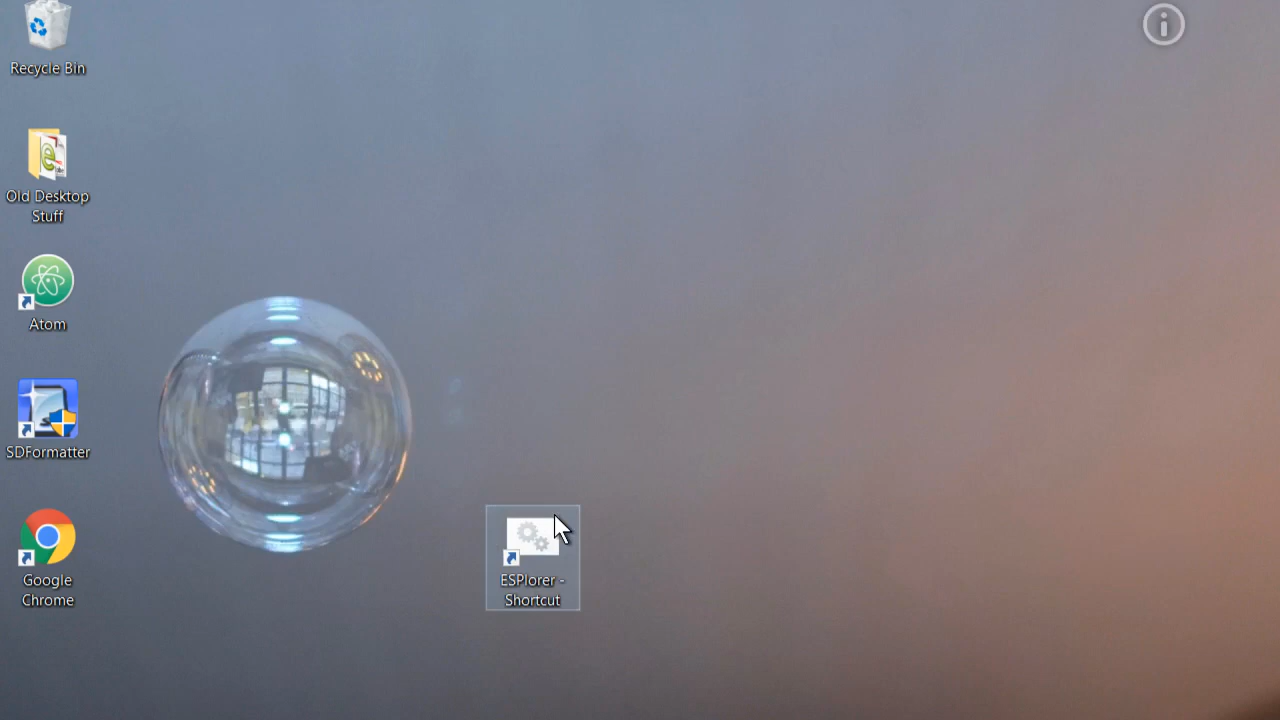 Recycle Bin
Old Desktop
Stuff
Atom
SDFormatter
Google
Chrome
ESPlorer -
Shortcut